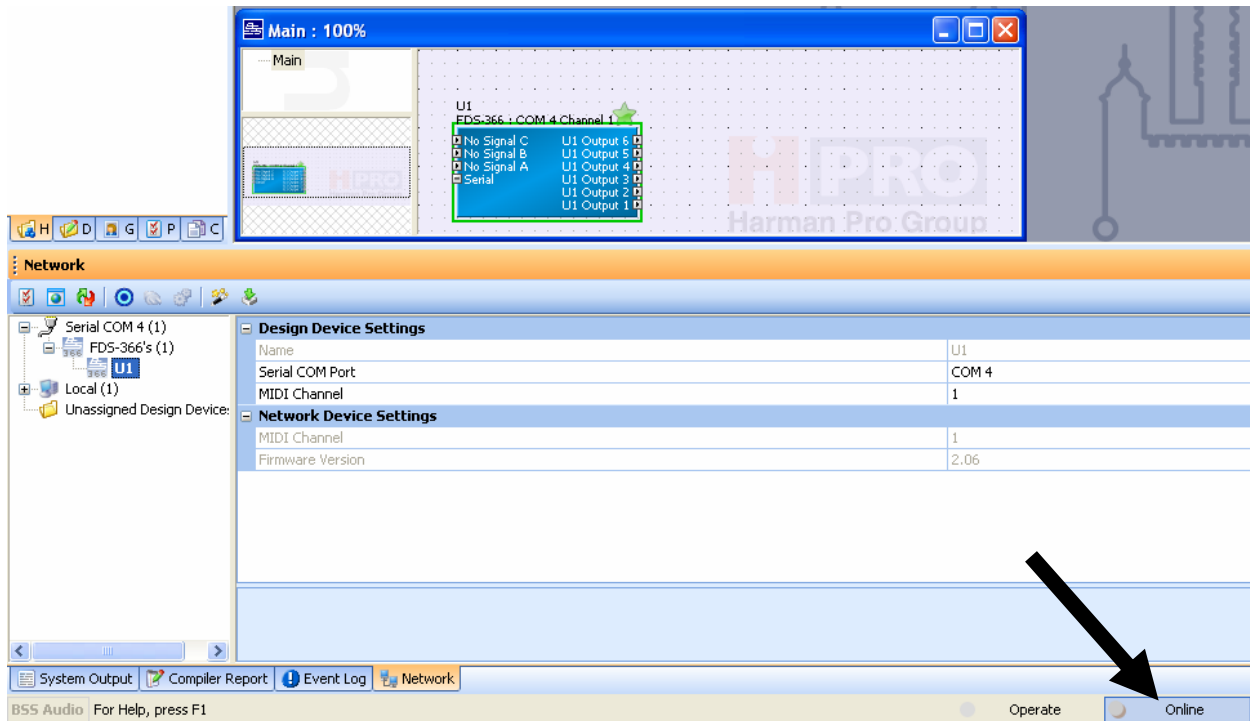 Main : 100%
Main
U1
FDS-366 : COM 4 Channel 1
No Signal C U1 Output 6
No Signal B U1 Output 5
No Signal A U1 Output 4
Serial U1 Output 3
U1 Output 2
U1 Output 1
H PRO
Harman Pro Group
H D G P C
Network
Serial COM 4 (1)
FDS-366's (1)
366 U1
Local (1)
Unassigned Design Device
Design Device Settings
Name U1
Serial COM Port COM 4
MIDI Channel 1
Network Device Settings
MIDI Channel 1
Firmware Version 2.06
System Output Compiler Report Event Log Network
BSS Audio For Help, press F1 Operate Online